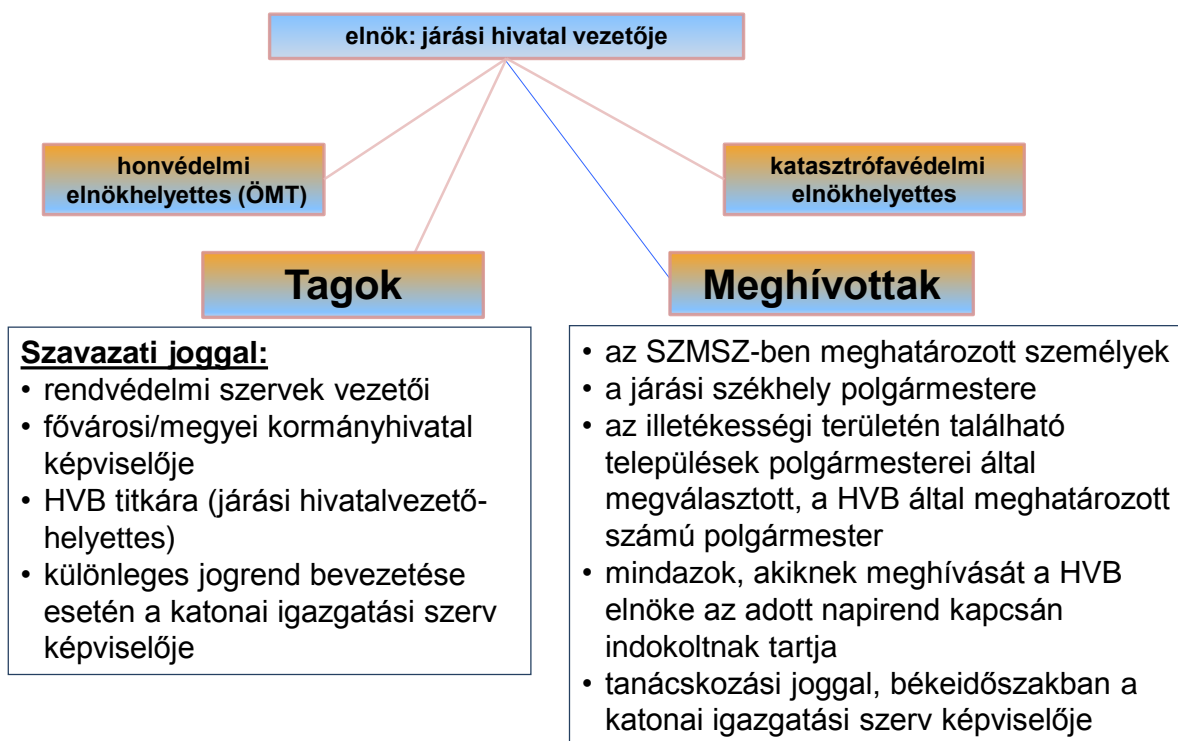 elnök: járási hivatal vezetője
honvédelmi
elnökhelyettes (ÖMT)
katasztrófavédelmi
elnökhelyettes
Tagok
Szavazati joggal:
• rendvédelmi szervek vezetői
• fővárosi/megyei kormányhivatal
képviselője
• HVB titkára (járási hivatalvezető-
helyettes)
• különleges jogrend bevezetése
esetén a katonai igazgatási szerv
képviselője
Meghívottak
• az SZMSZ-ben meghatározott személyek
• a járási székhely polgármestere
• az illetékességi területén található
települések polgármesterei által
megválasztott, a HVB által meghatározott
számú polgármester
• mindazok, akiknek meghívását a HVB
elnöke az adott napirend kapcsán
indokoltnak tartja
• tanácskozási joggal, békeidőszakban a
katonai igazgatási szerv képviselője